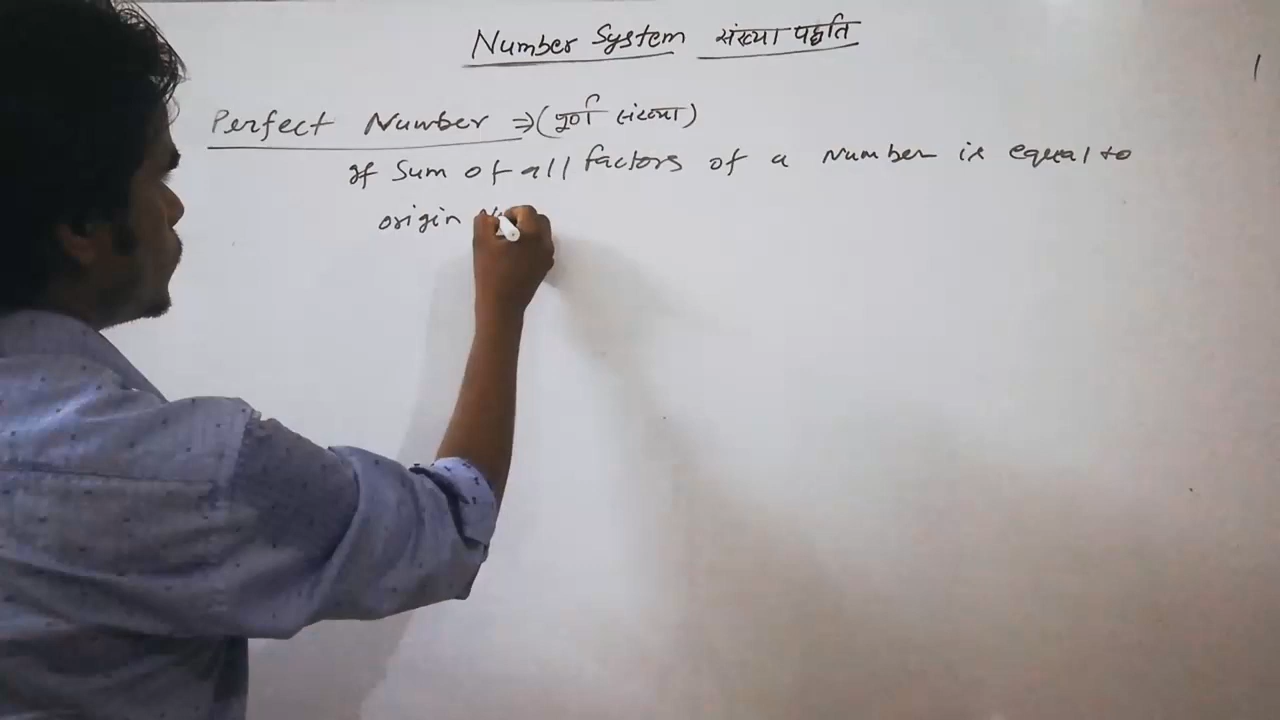 Number System संख्या पद्धति
Perfect Number ⇒ (पूर्ण संख्या)
If Sum of all factors of a Number is equal to
origin